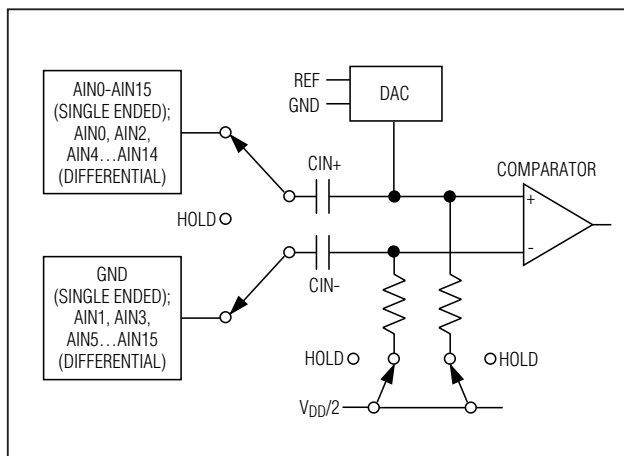 AIN0-AIN15
(SINGLE ENDED);
AIN0, AIN2,
AIN4…AIN14
(DIFFERENTIAL)
REF
GND
DAC
CIN+
COMPARATOR
+
-
HOLD
CIN-
GND
(SINGLE ENDED);
AIN1, AIN3,
AIN5…AIN15
(DIFFERENTIAL)
HOLD
HOLD
VDD/2